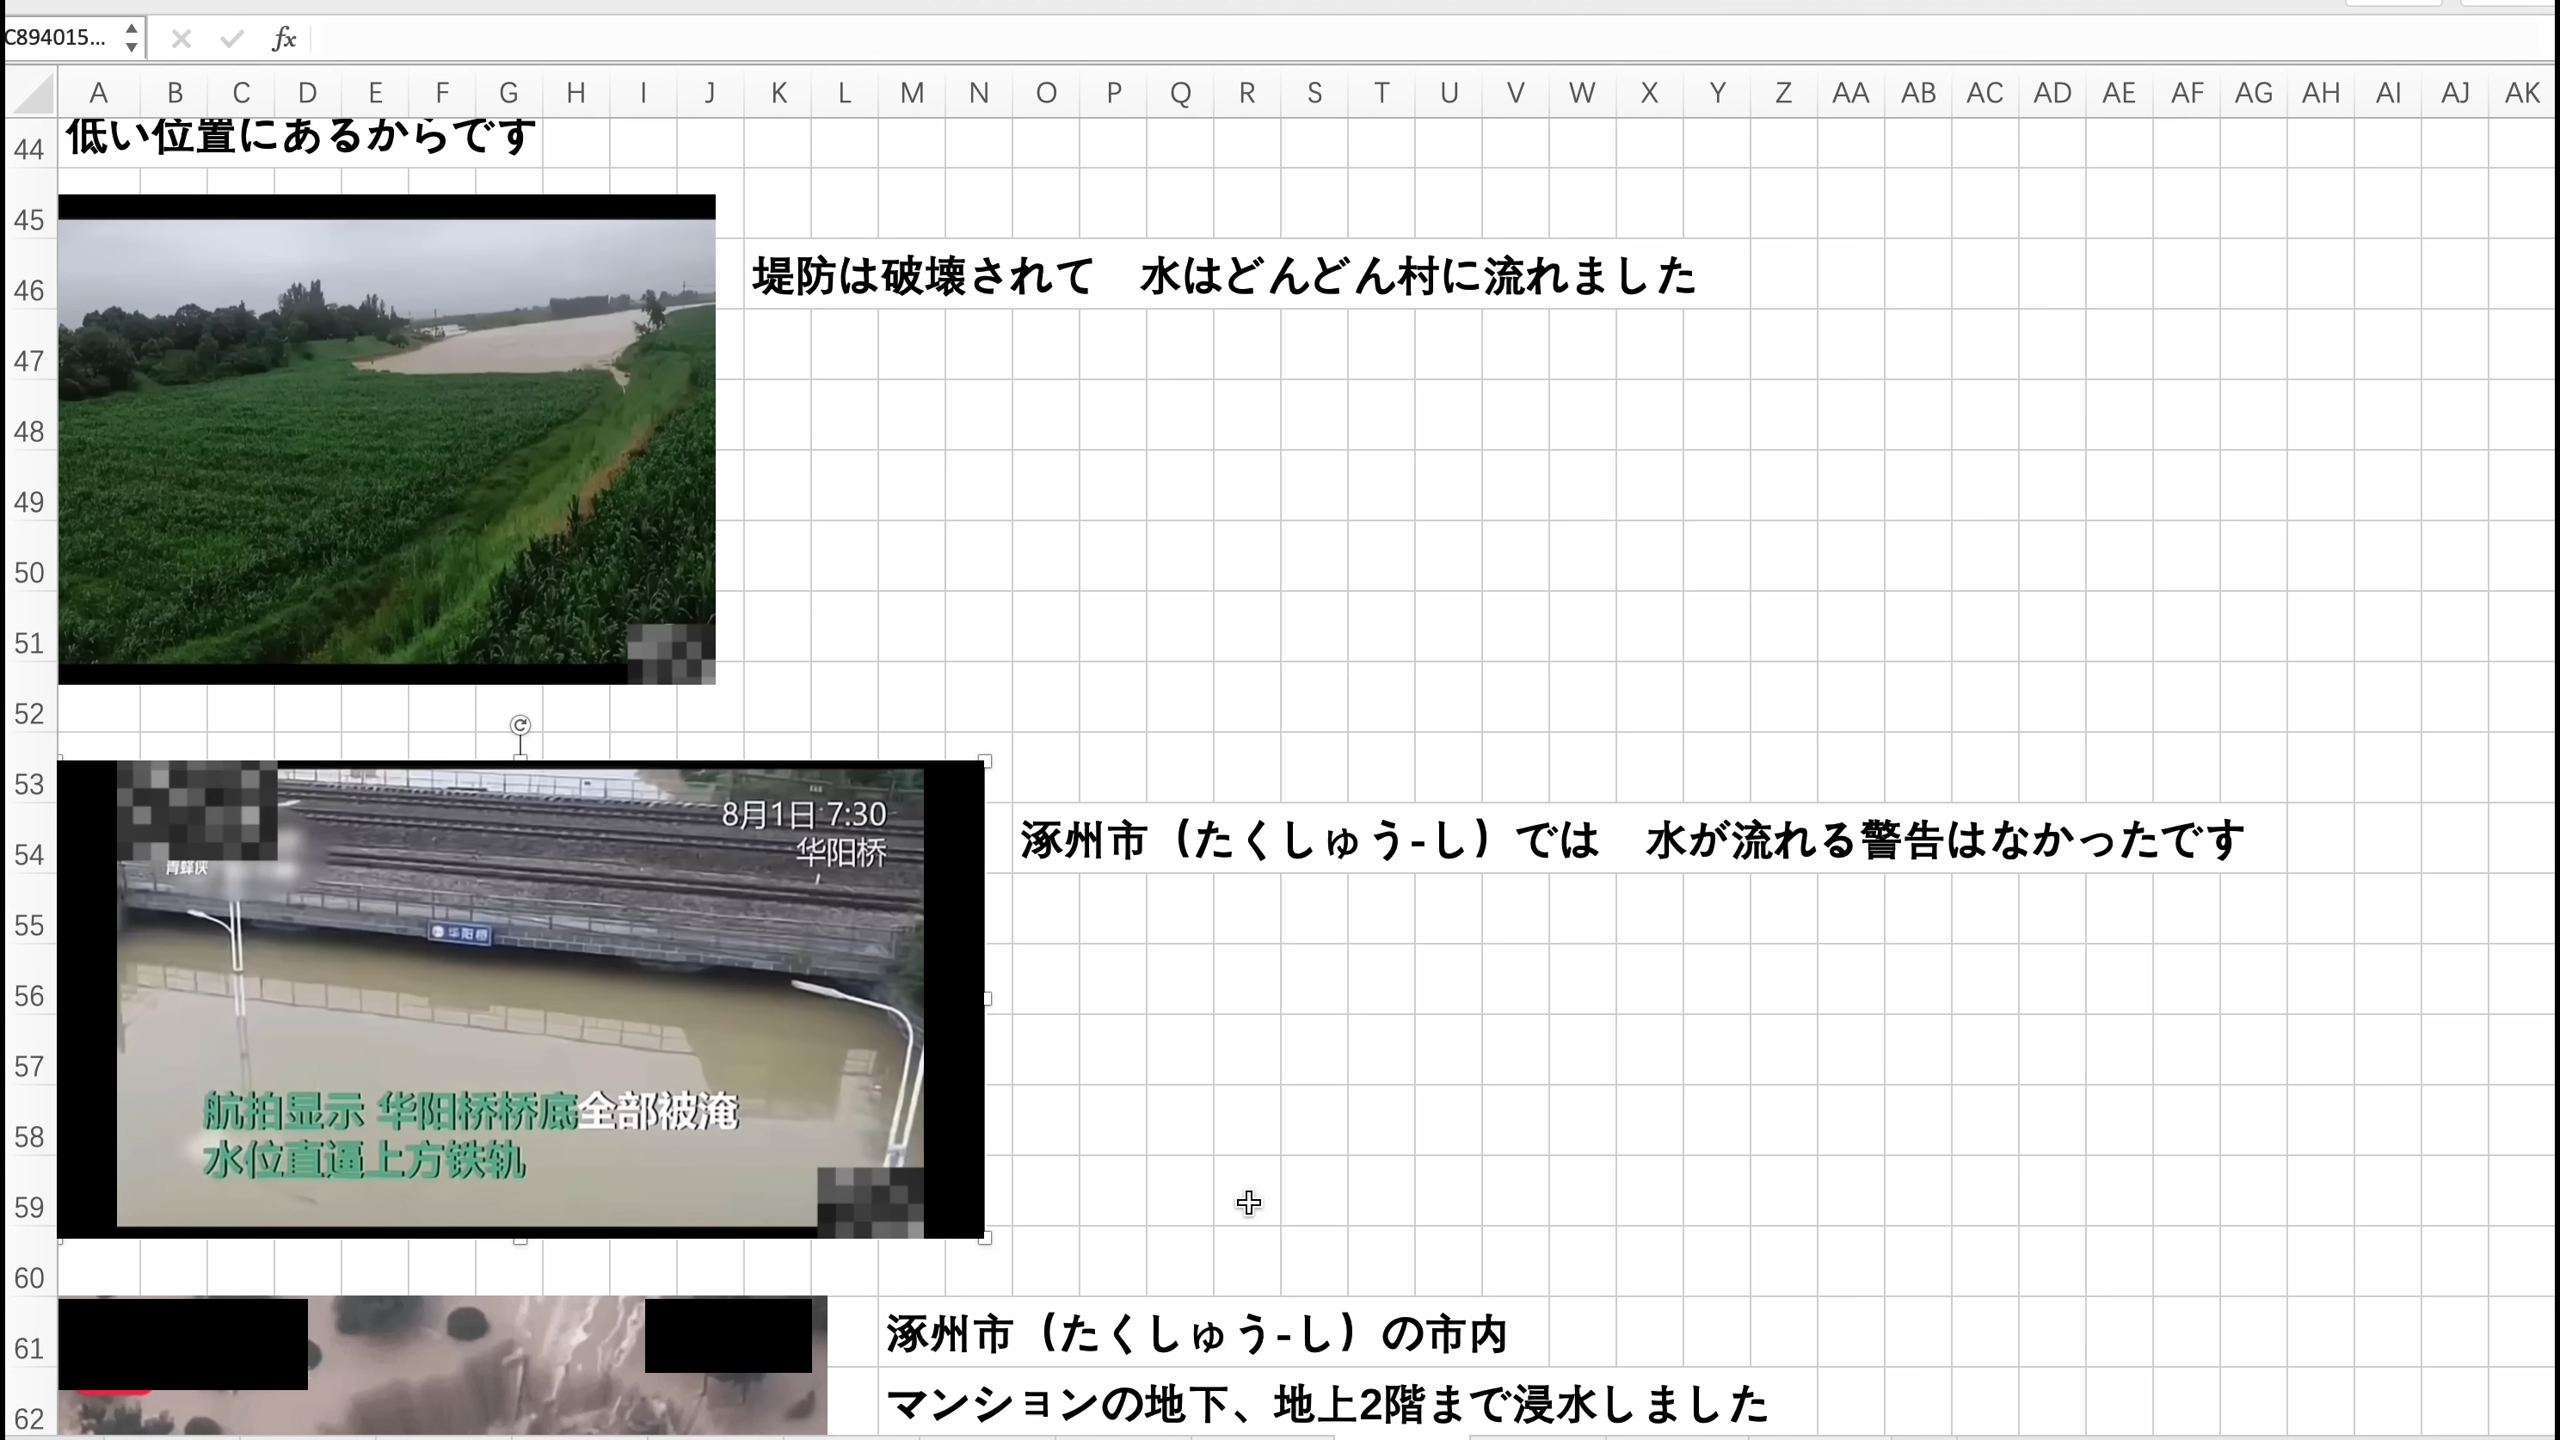 C894015...
fx
A B C D E F G H I J K L M N O P Q R S T U V W X Y Z AA AB AC AD AE AF AG AH AI AJ AK
44
低い位置にあるからです
45
46
堤防は破壊されて　水はどんどん村に流れました
47
48
49
50
51
52
53
8月1日 7:30
华阳桥
54
涿州市（たくしゅう-し）では　水が流れる警告はなかったです
青蜂侠
55
华阳桥
56
57
58
航拍显示 华阳桥桥底全部被淹
水位直逼上方铁轨
59
60
61
涿州市（たくしゅう-し）の市内
62
マンションの地下、地上2階まで浸水しました